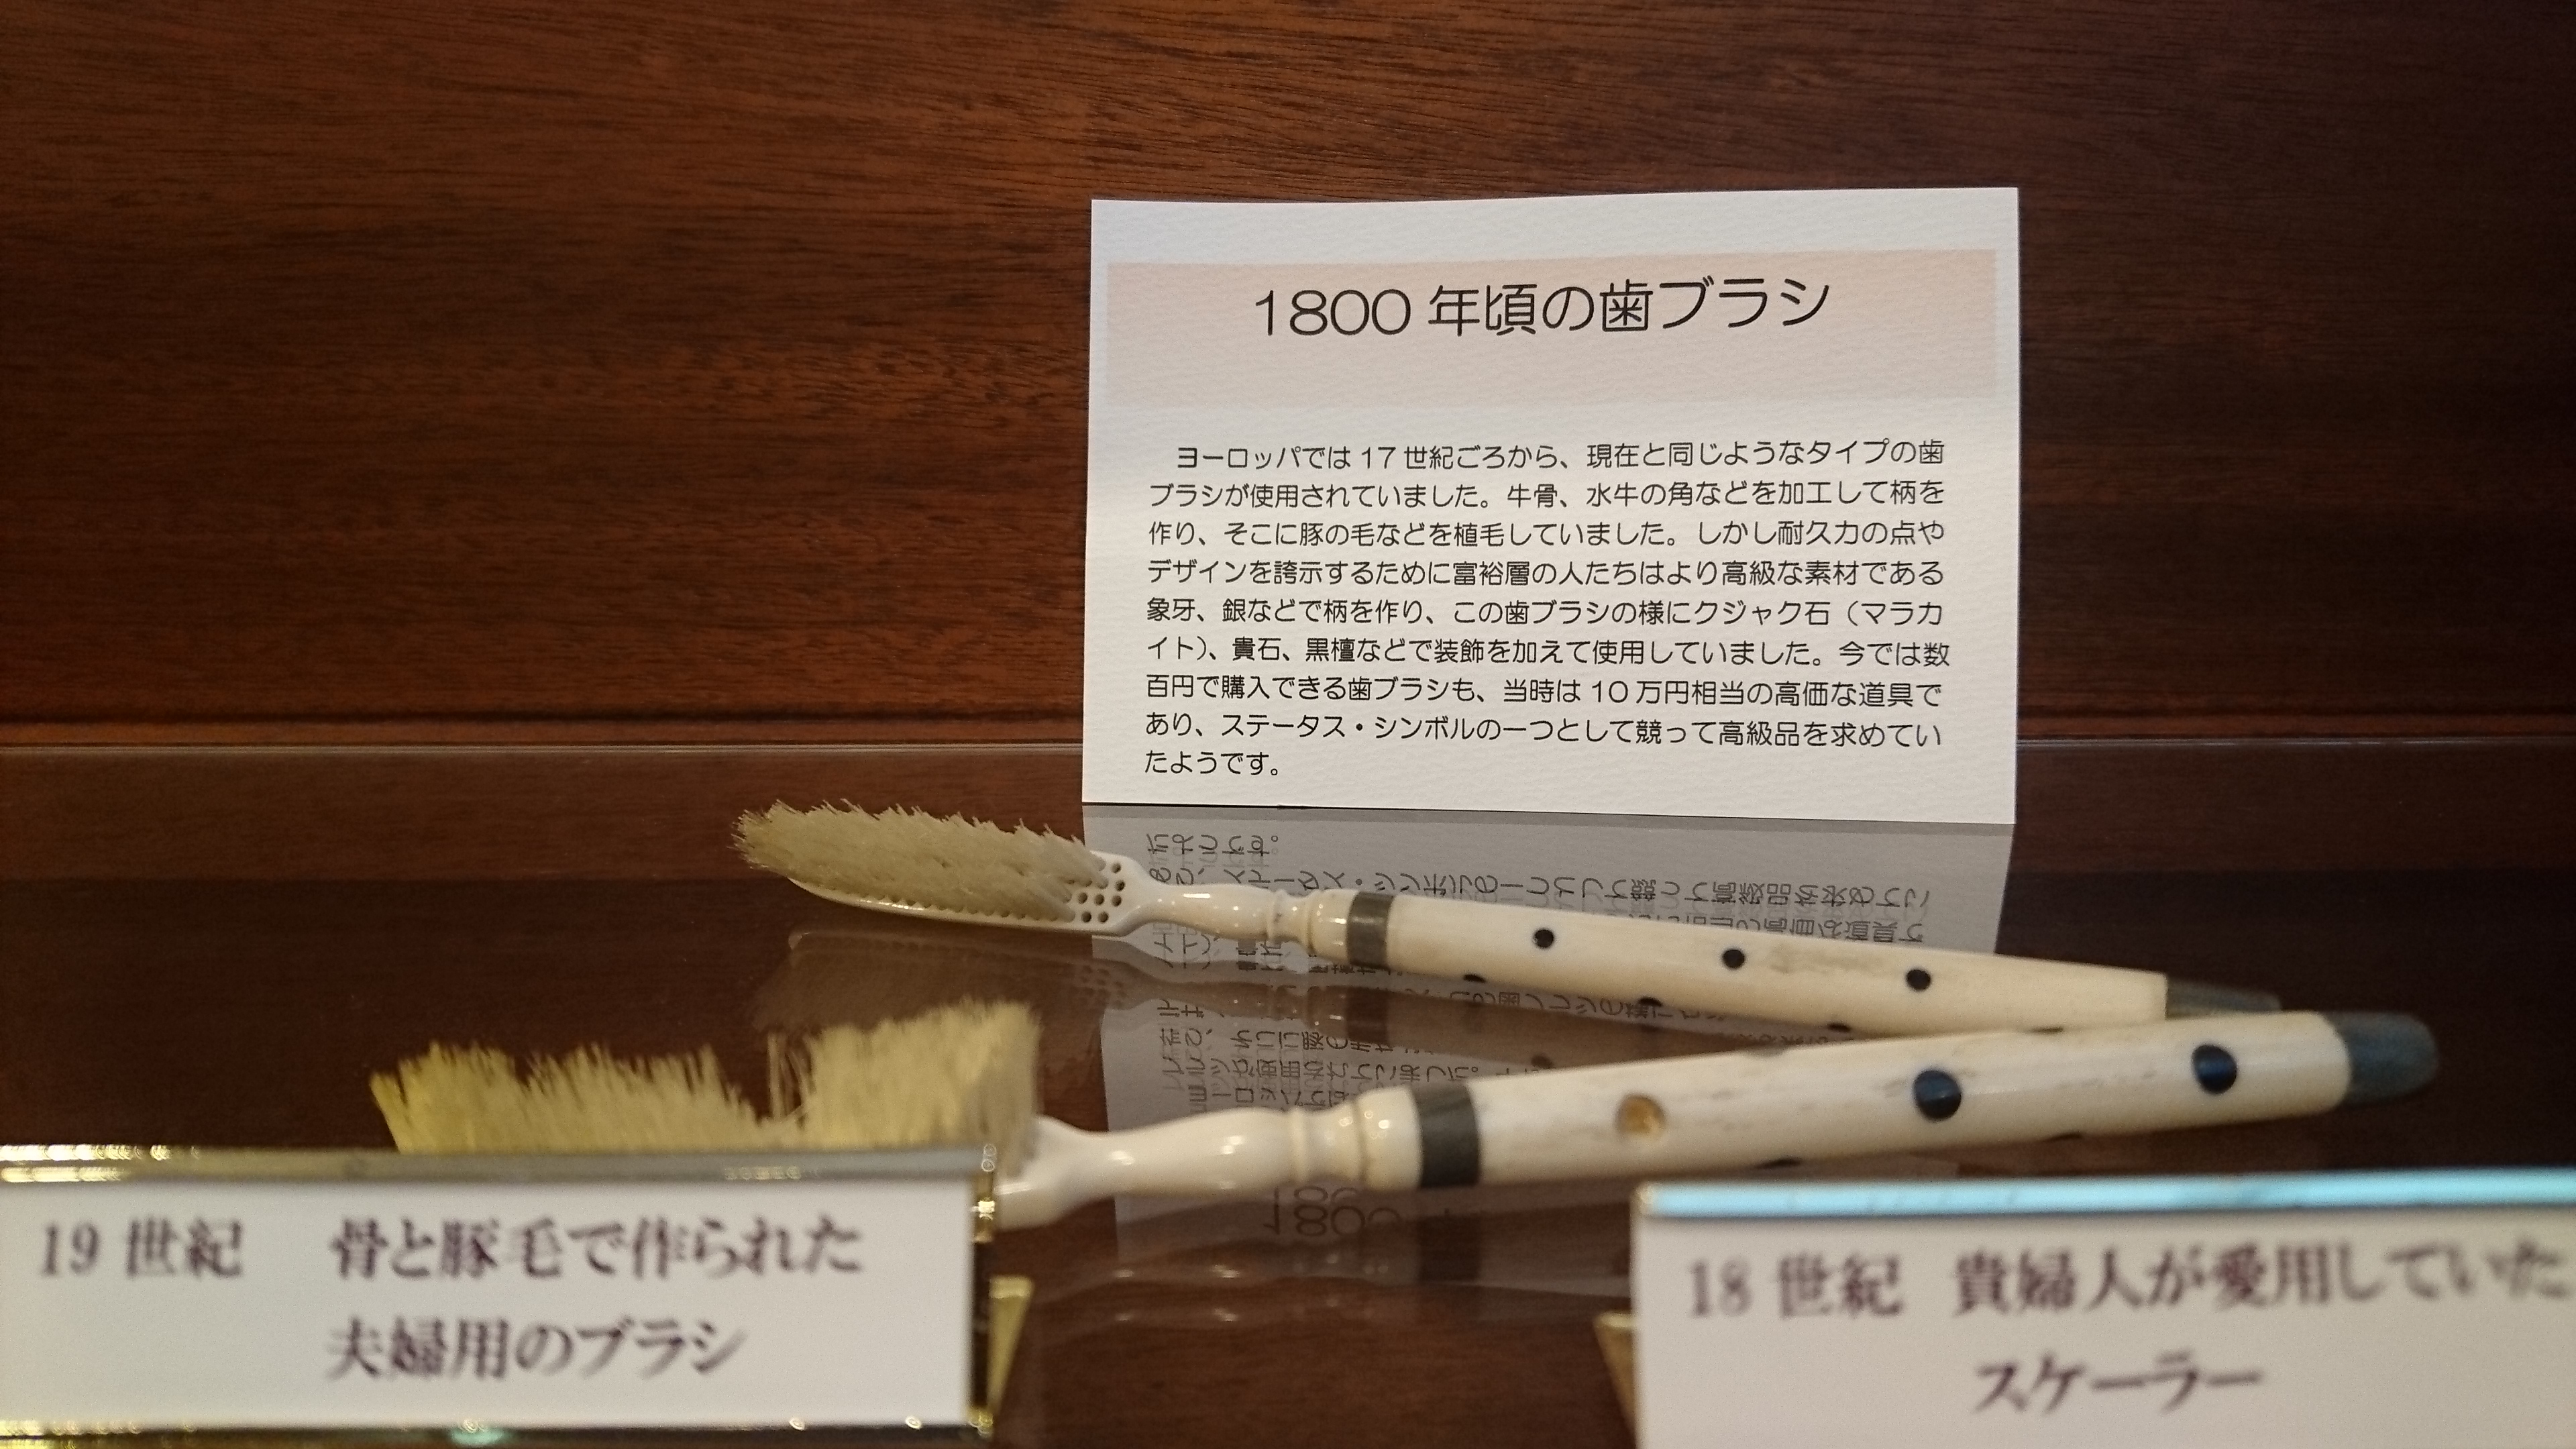 1800年頃の歯ブラシ
ヨーロッパでは17世紀ごろから、現在と同じようなタイプの歯
ブラシが使用されていました。牛骨、水牛の角などを加工して柄を
作り、そこに豚の毛などを植毛していました。しかし耐久力の点や
デザインを誇示するために富裕層の人たちはより高級な素材である
象牙、銀などで柄を作り、この歯ブラシの様にクジャク石（マラカ
イト）、貴石、黒檀などで装飾を加えて使用していました。今では数
百円で購入できる歯ブラシも、当時は10万円相当の高価な道具で
あり、ステータス・シンボルの一つとして競って高級品を求めてい
たようです。
19世紀　骨と豚毛で作られた
夫婦用のブラシ
18世紀　貴婦人が愛用していた
スケーラー